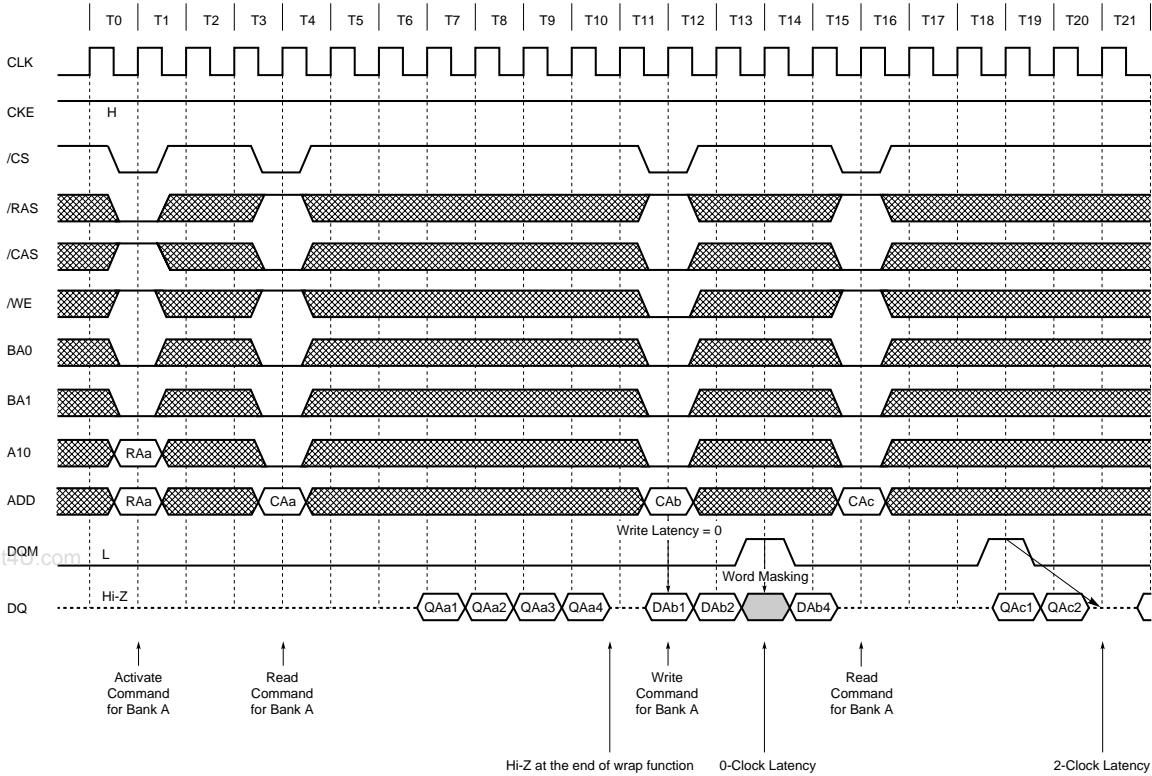 T0 T1 T2 T3 T4 T5 T6 T7 T8 T9 T10 T11 T12 T13 T14 T15 T16 T17 T18 T19 T20 T21
CLK
CKE H
/CS
/RAS
/CAS
/WE
BA0
BA1
A10 RAa
ADD RAa CAa CAb CAc
Write Latency = 0
DQM L
t4U.com
Word Masking
DQ Hi-Z QAa1 QAa2 QAa3 QAa4 DAb1 DAb2 DAb4 QAc1 QAc2
Activate
Command
for Bank A
Read
Command
for Bank A
Write
Command
for Bank A
Read
Command
for Bank A
Hi-Z at the end of wrap function 0-Clock Latency 2-Clock Latency